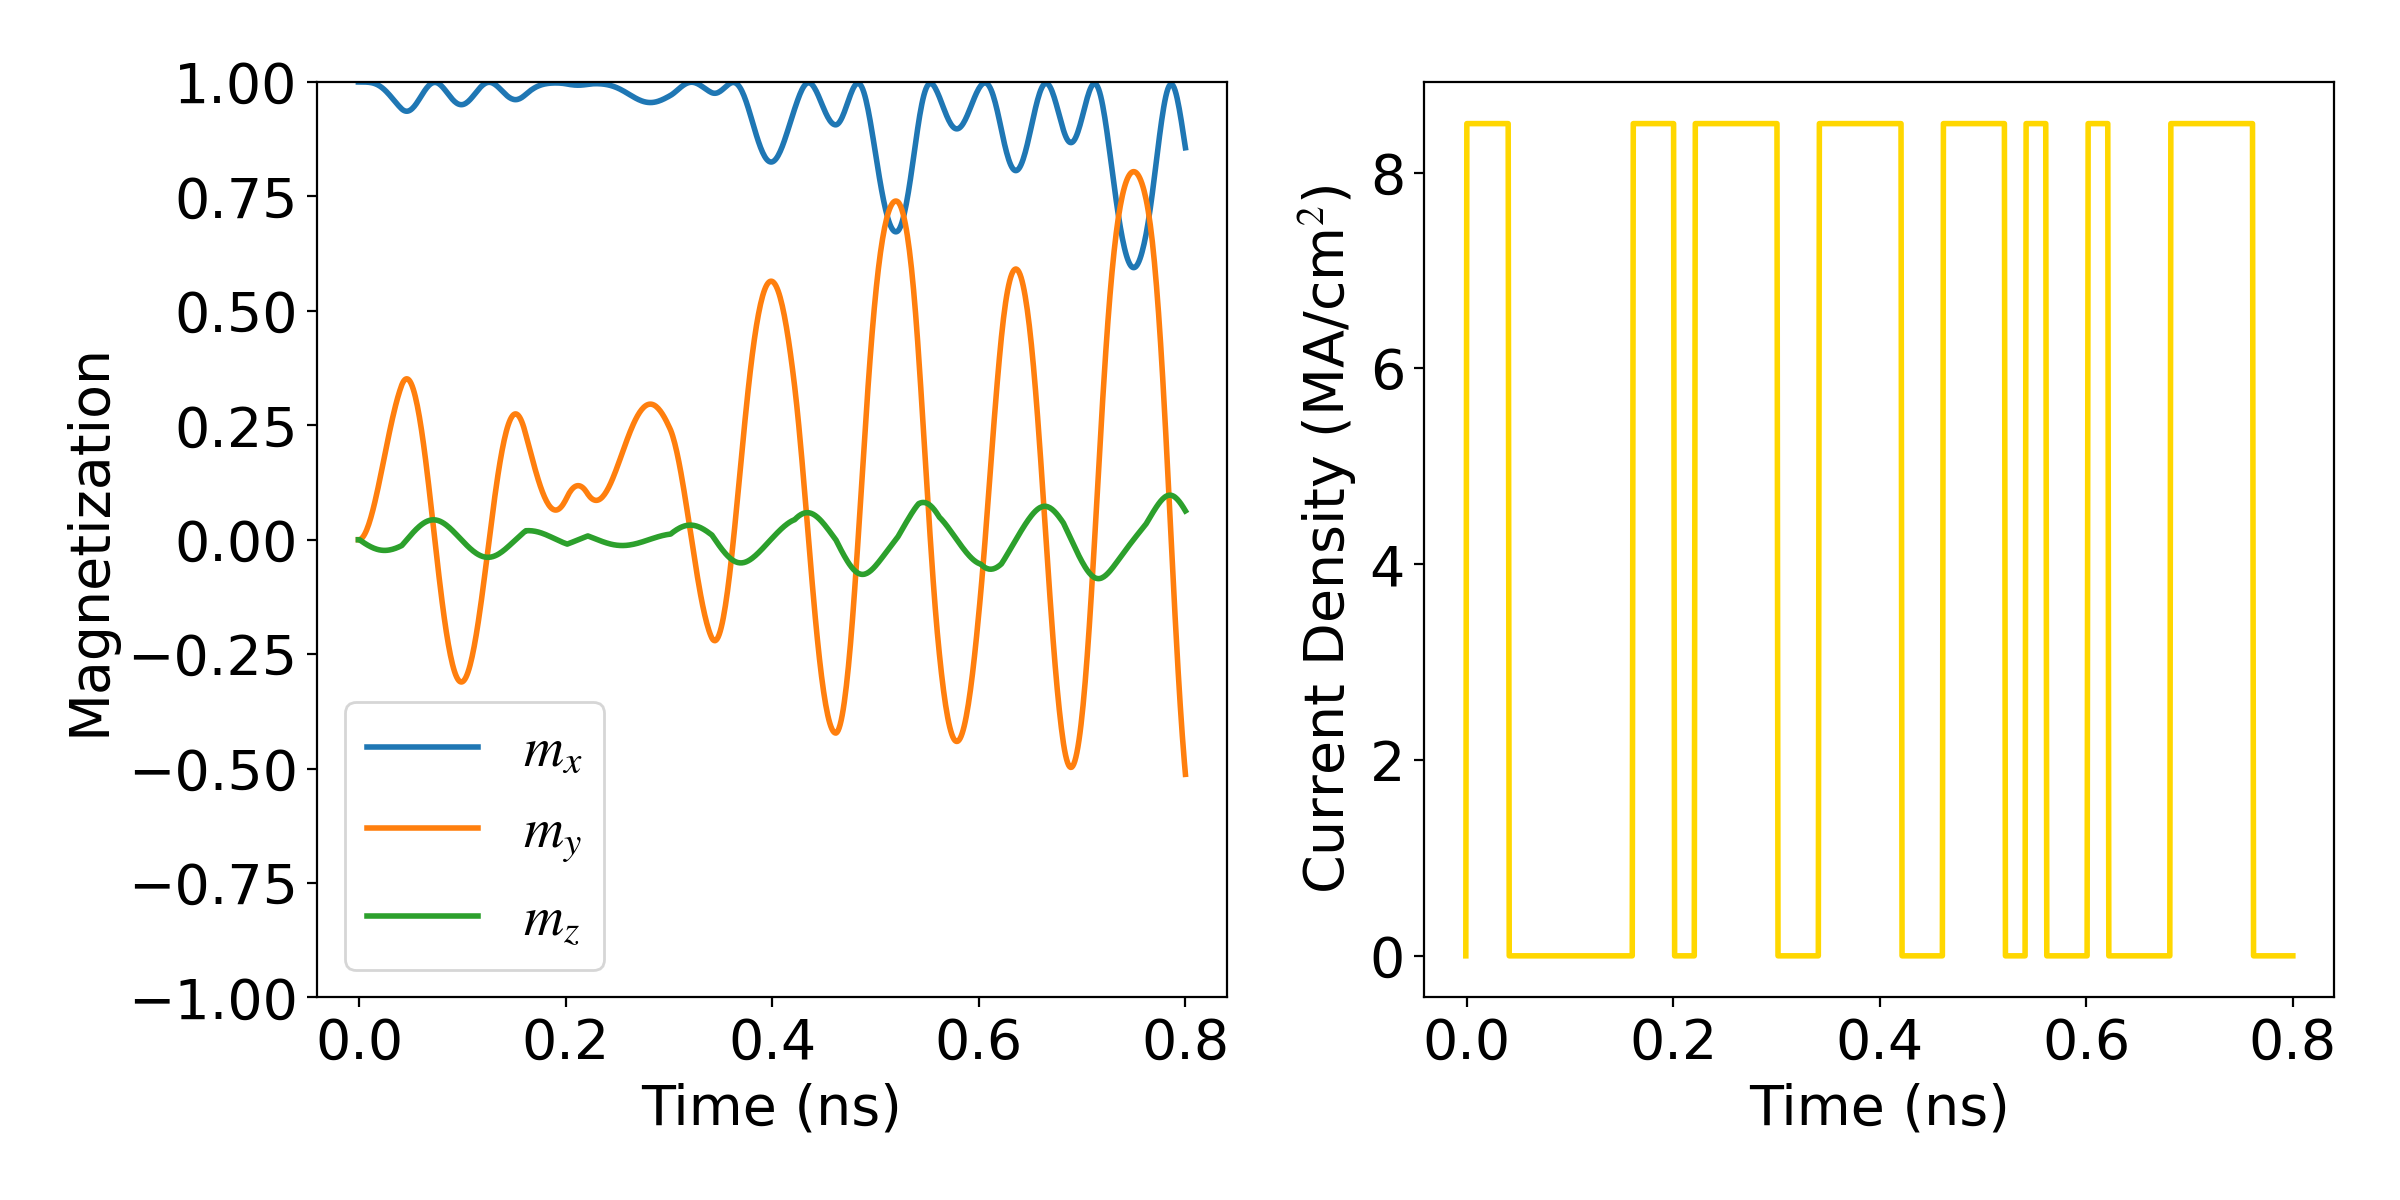 Magnetization
1.00
0.75
0.50
0.25
0.00
−0.25
−0.50
−0.75
−1.00
m_x
m_y
m_z
0.0 0.2 0.4 0.6 0.8
Time (ns)
Current Density (MA/cm²)
8
6
4
2
0
0.0 0.2 0.4 0.6 0.8
Time (ns)